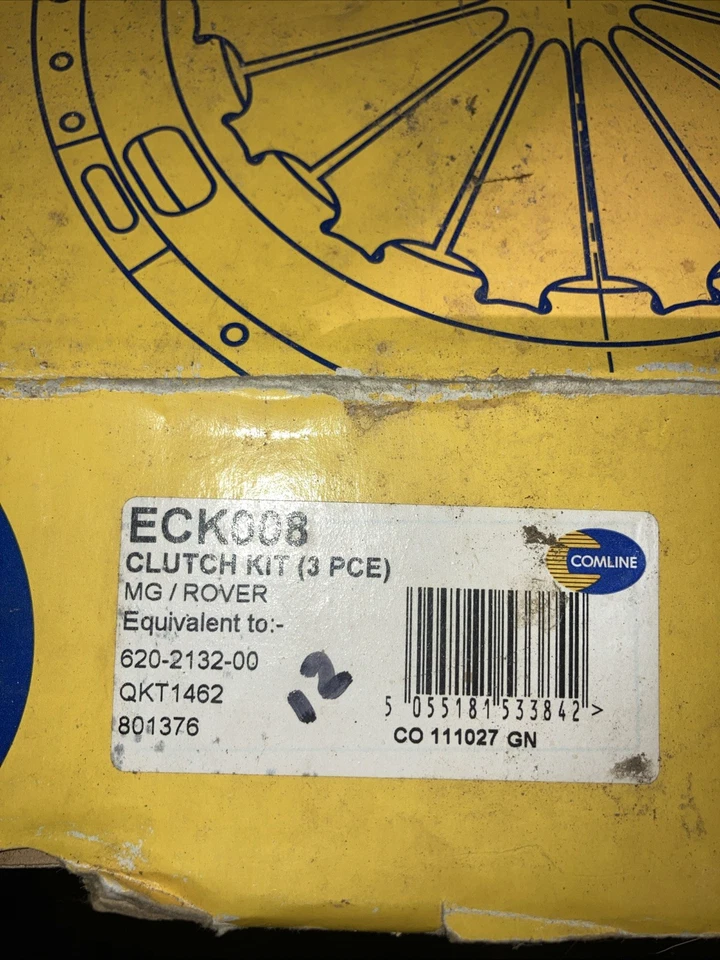 ECK008
CLUTCH KIT (3 PCE)
MG / ROVER
Equivalent to:-
620-2132-00
QKT1462
801376
12
COMLINE
5 055181 533842 >
CO 111027 GN